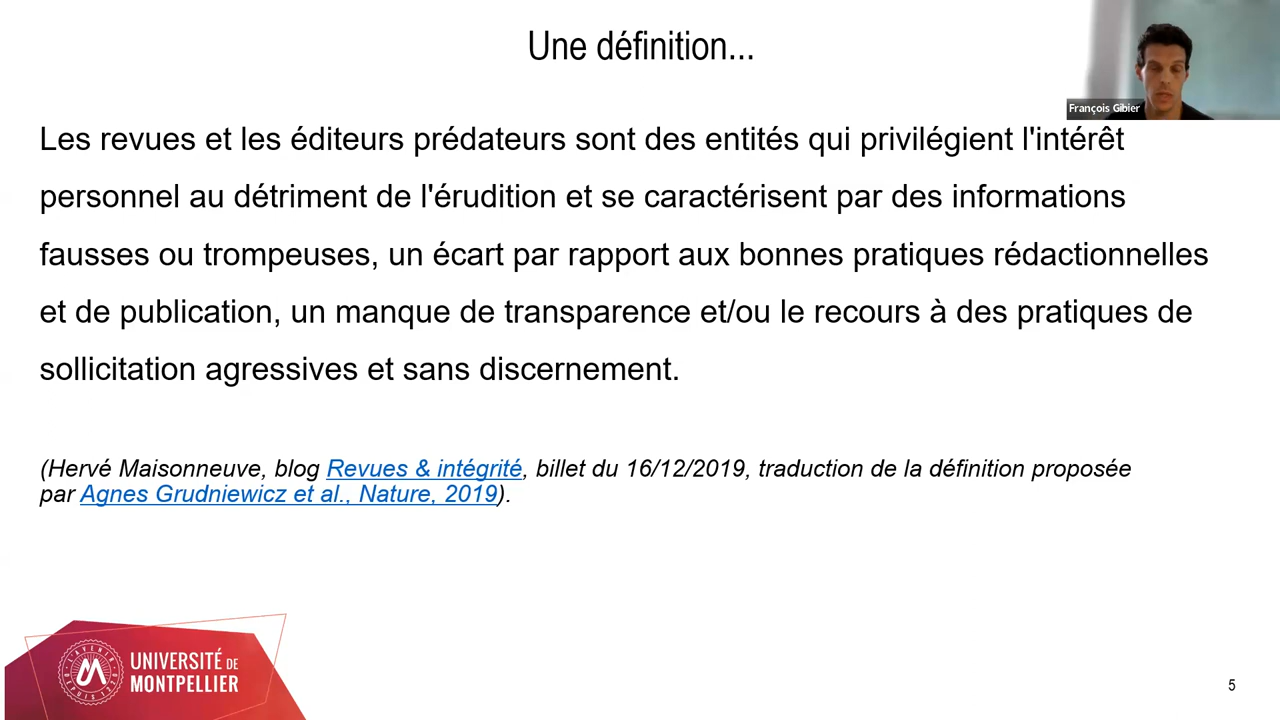 Une définition...
François Gibier
Les revues et les éditeurs prédateurs sont des entités qui privilégient l'intérêt
personnel au détriment de l'érudition et se caractérisent par des informations
fausses ou trompeuses, un écart par rapport aux bonnes pratiques rédactionnelles
et de publication, un manque de transparence et/ou le recours à des pratiques de
sollicitation agressives et sans discernement.
(Hervé Maisonneuve, blog Revues & intégrité, billet du 16/12/2019, traduction de la définition proposée
par Agnes Grudniewicz et al., Nature, 2019).
UNIVERSITÉ DE
MONTPELLIER
5